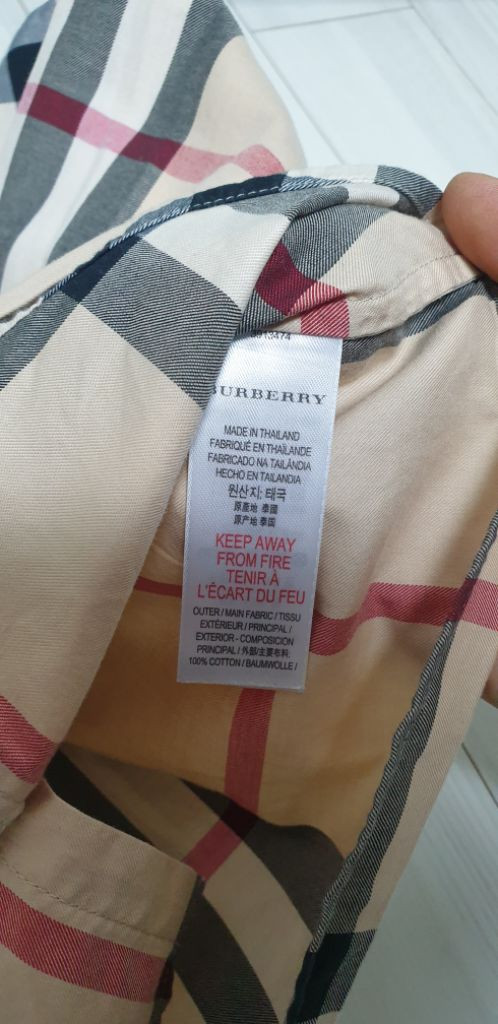 BURBERRY
MADE IN THAILAND
FABRIQUÉ EN THAÏLANDE
FABRICADO NA TAILÂNDIA
HECHO EN TAILANDIA
원산지: 태국
原產地: 泰國
原产地: 泰国
KEEP AWAY
FROM FIRE
TENIR À
L'ÉCART DU FEU
OUTER / MAIN FABRIC / TISSU
EXTÉRIEUR / PRINCIPAL /
EXTERIOR - COMPOSICION
PRINCIPAL / 外部/主要布料:
100% COTTON / BAUMWOLLE /